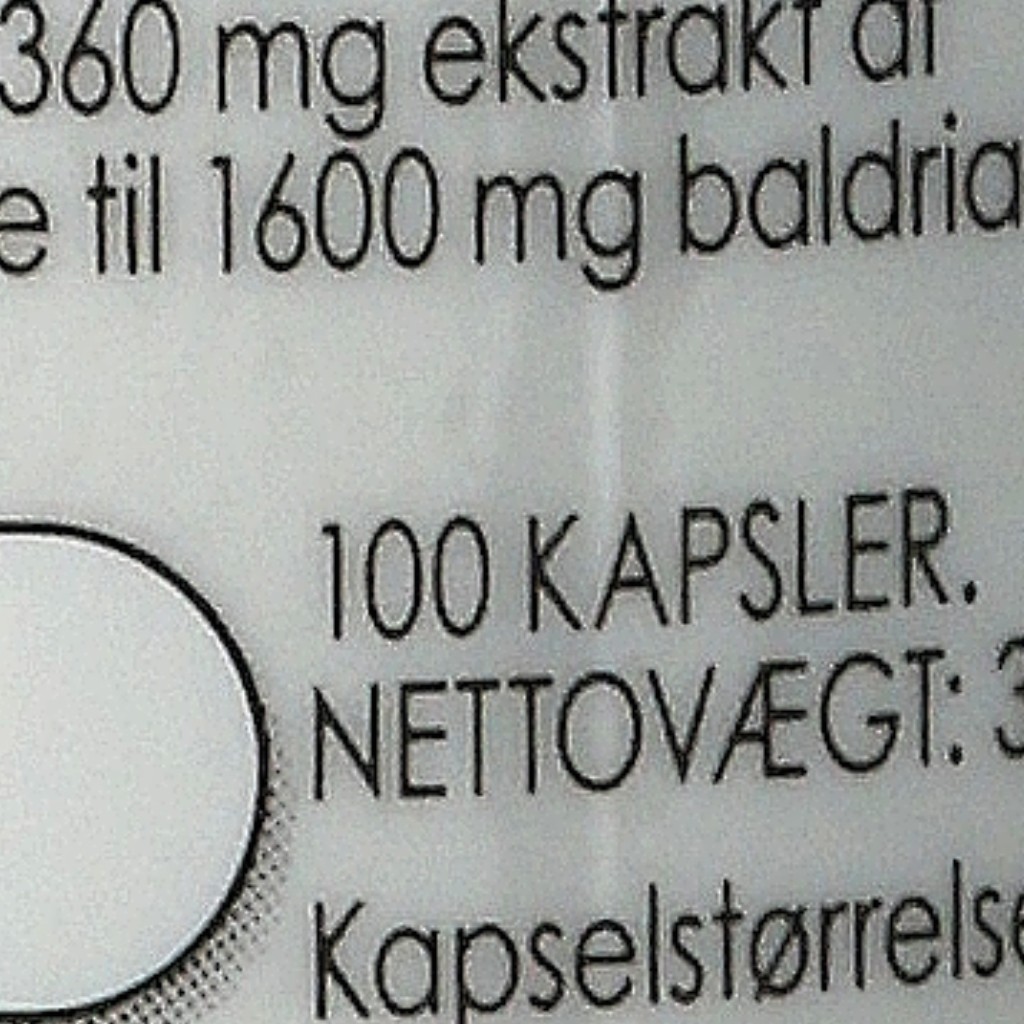 360 mg ekstrakt af
til 1600 mg
100 KAPSLER.
NETTOVÆGT: